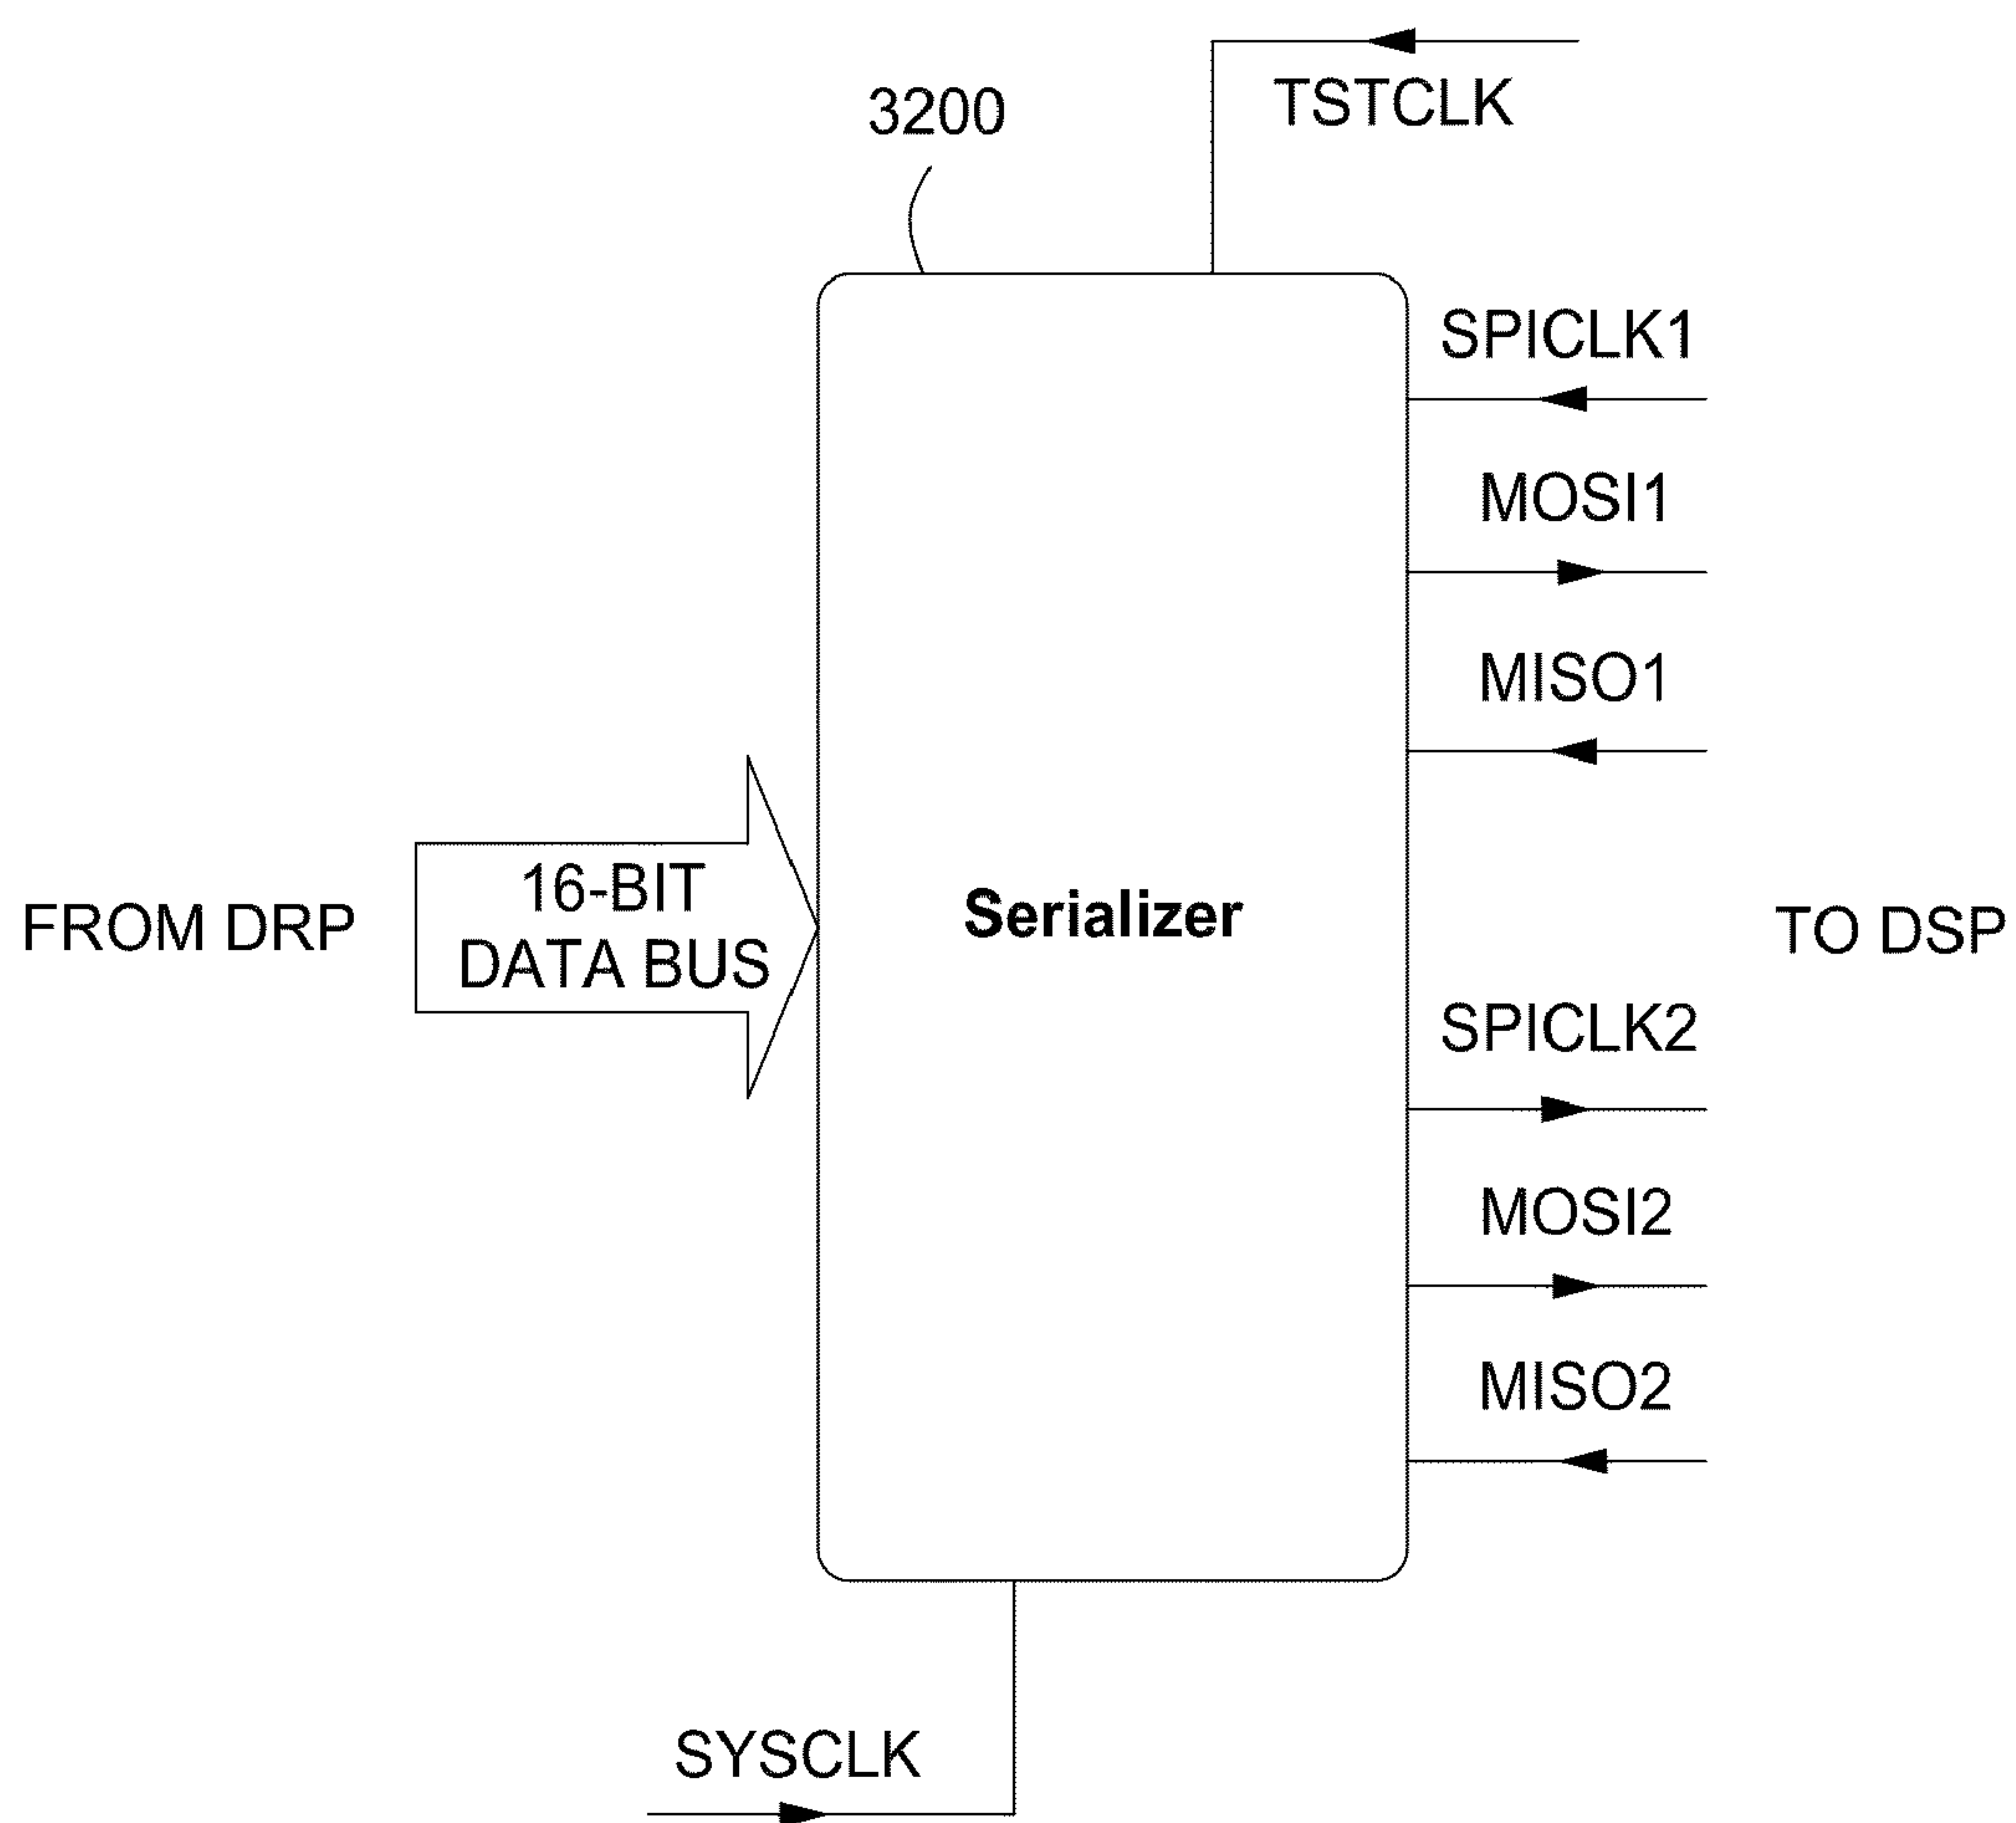 TSTCLK
3200
SPICLK1
MOSI1
MISO1
16-BIT
DATA BUS
FROM DRP
Serializer
TO DSP
SPICLK2
MOSI2
MISO2
SYSCLK